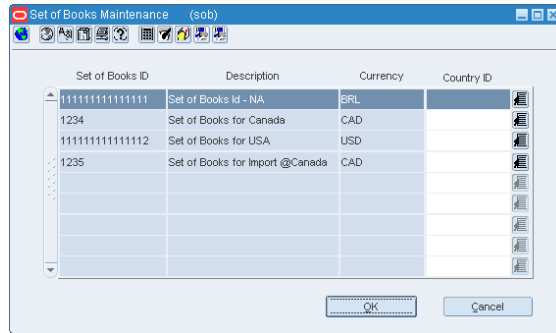 Set of Books Maintenance (sob)
Set of Books ID Description Currency Country ID
111111111111111 Set of Books Id - NA BRL
1234 Set of Books for Canada CAD
111111111111112 Set of Books for USA USD
1235 Set of Books for Import @Canada CAD
OK Cancel